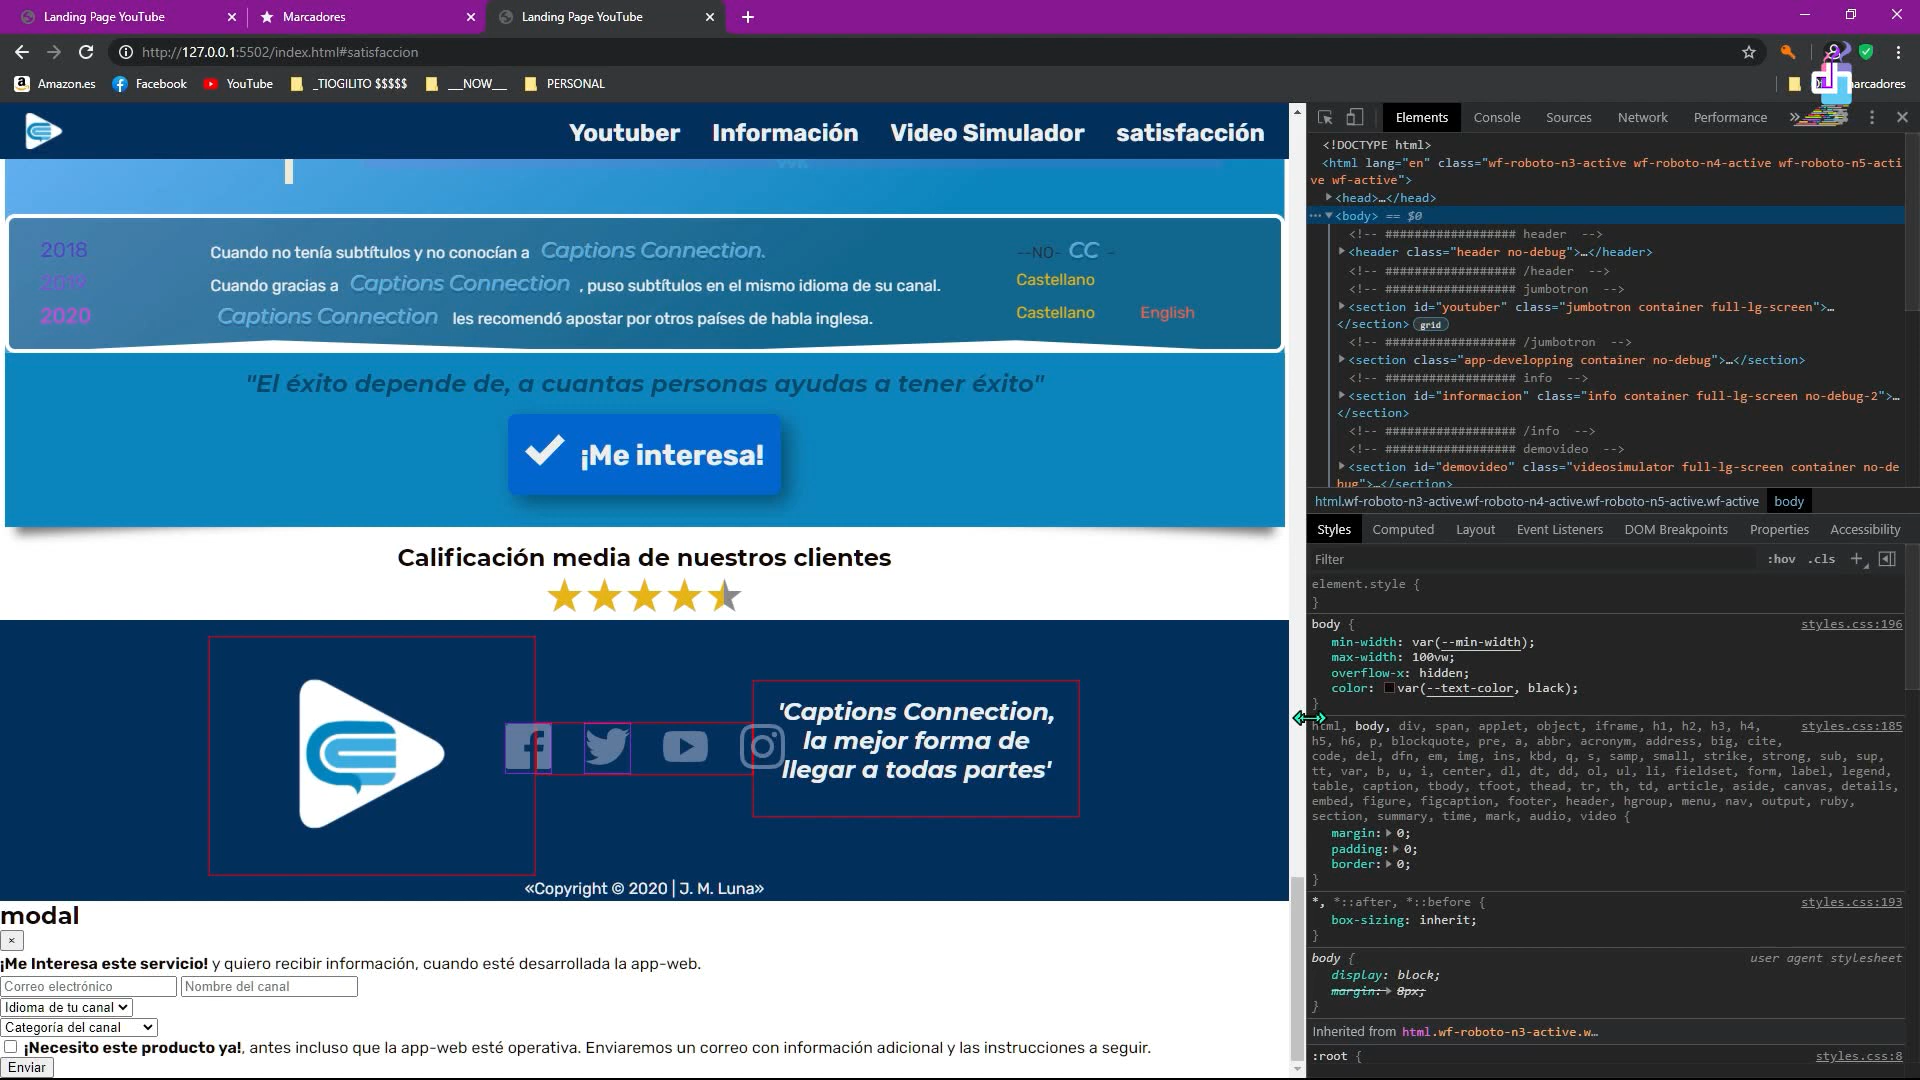 Landing Page YouTube
Marcadores
Landing Page YouTube
http://127.0.0.1:5502/index.html#satisfaccion
Amazon.es
Facebook
YouTube
_TIOGILITO $$$$$
___NOW___
PERSONAL
marcadores
Youtuber
Información
Video Simulador
satisfacción
2018
Cuando no tenía subtítulos y no conocían a Captions Connection.
--NO- CC -
2019
Cuando gracias a Captions Connection , puso subtítulos en el mismo idioma de su canal.
Castellano
2020
Captions Connection les recomendó apostar por otros países de habla inglesa.
Castellano
English
"El éxito depende de, a cuantas personas ayudas a tener éxito"
¡Me interesa!
Calificación media de nuestros clientes
'Captions Connection,
la mejor forma de
llegar a todas partes'
«Copyright © 2020 | J. M. Luna»
modal
×
¡Me Interesa este servicio! y quiero recibir información, cuando esté desarrollada la app-web.
Correo electrónico
Nombre del canal
Idioma de tu canal
Categoría del canal
¡Necesito este producto ya!, antes incluso que la app-web esté operativa. Enviaremos un correo con información adicional y las instrucciones a seguir.
Enviar
Elements
Console
Sources
Network
Performance
<!DOCTYPE html>
<html lang="en" class="wf-roboto-n3-active wf-roboto-n4-active wf-roboto-n5-acti
ve wf-active">
<head>…</head>
<body> == $0
<!-- ################## header -->
<header class="header no-debug">…</header>
<!-- ################## /header -->
<!-- ################## jumbotron -->
<section id="youtuber" class="jumbotron container full-lg-screen">…
</section> grid
<!-- ################## /jumbotron -->
<section class="app-developping container no-debug">…</section>
<!-- ################## info -->
<section id="informacion" class="info container full-lg-screen no-debug-2">…
</section>
<!-- ################## /info -->
<!-- ################## demovideo -->
<section id="demovideo" class="videosimulator full-lg-screen container no-de
bug">…</section>
html.wf-roboto-n3-active.wf-roboto-n4-active.wf-roboto-n5-active.wf-active
body
Styles
Computed
Layout
Event Listeners
DOM Breakpoints
Properties
Accessibility
Filter
:hov .cls +
element.style {
}
body {
styles.css:196
min-width: var(--min-width);
max-width: 100vw;
overflow-x: hidden;
color: var(--text-color, black);
}
html, body, div, span, applet, object, iframe, h1, h2, h3, h4,
styles.css:185
h5, h6, p, blockquote, pre, a, abbr, acronym, address, big, cite,
code, del, dfn, em, img, ins, kbd, q, s, samp, small, strike, strong, sub, sup,
tt, var, b, u, i, center, dl, dt, dd, ol, ul, li, fieldset, form, label, legend,
table, caption, tbody, tfoot, thead, tr, th, td, article, aside, canvas, details,
embed, figure, figcaption, footer, header, hgroup, menu, nav, output, ruby,
section, summary, time, mark, audio, video {
margin: 0;
padding: 0;
border: 0;
}
*, *::after, *::before {
styles.css:193
box-sizing: inherit;
}
body {
user agent stylesheet
display: block;
margin: 8px;
}
Inherited from html.wf-roboto-n3-active.w…
:root {
styles.css:8